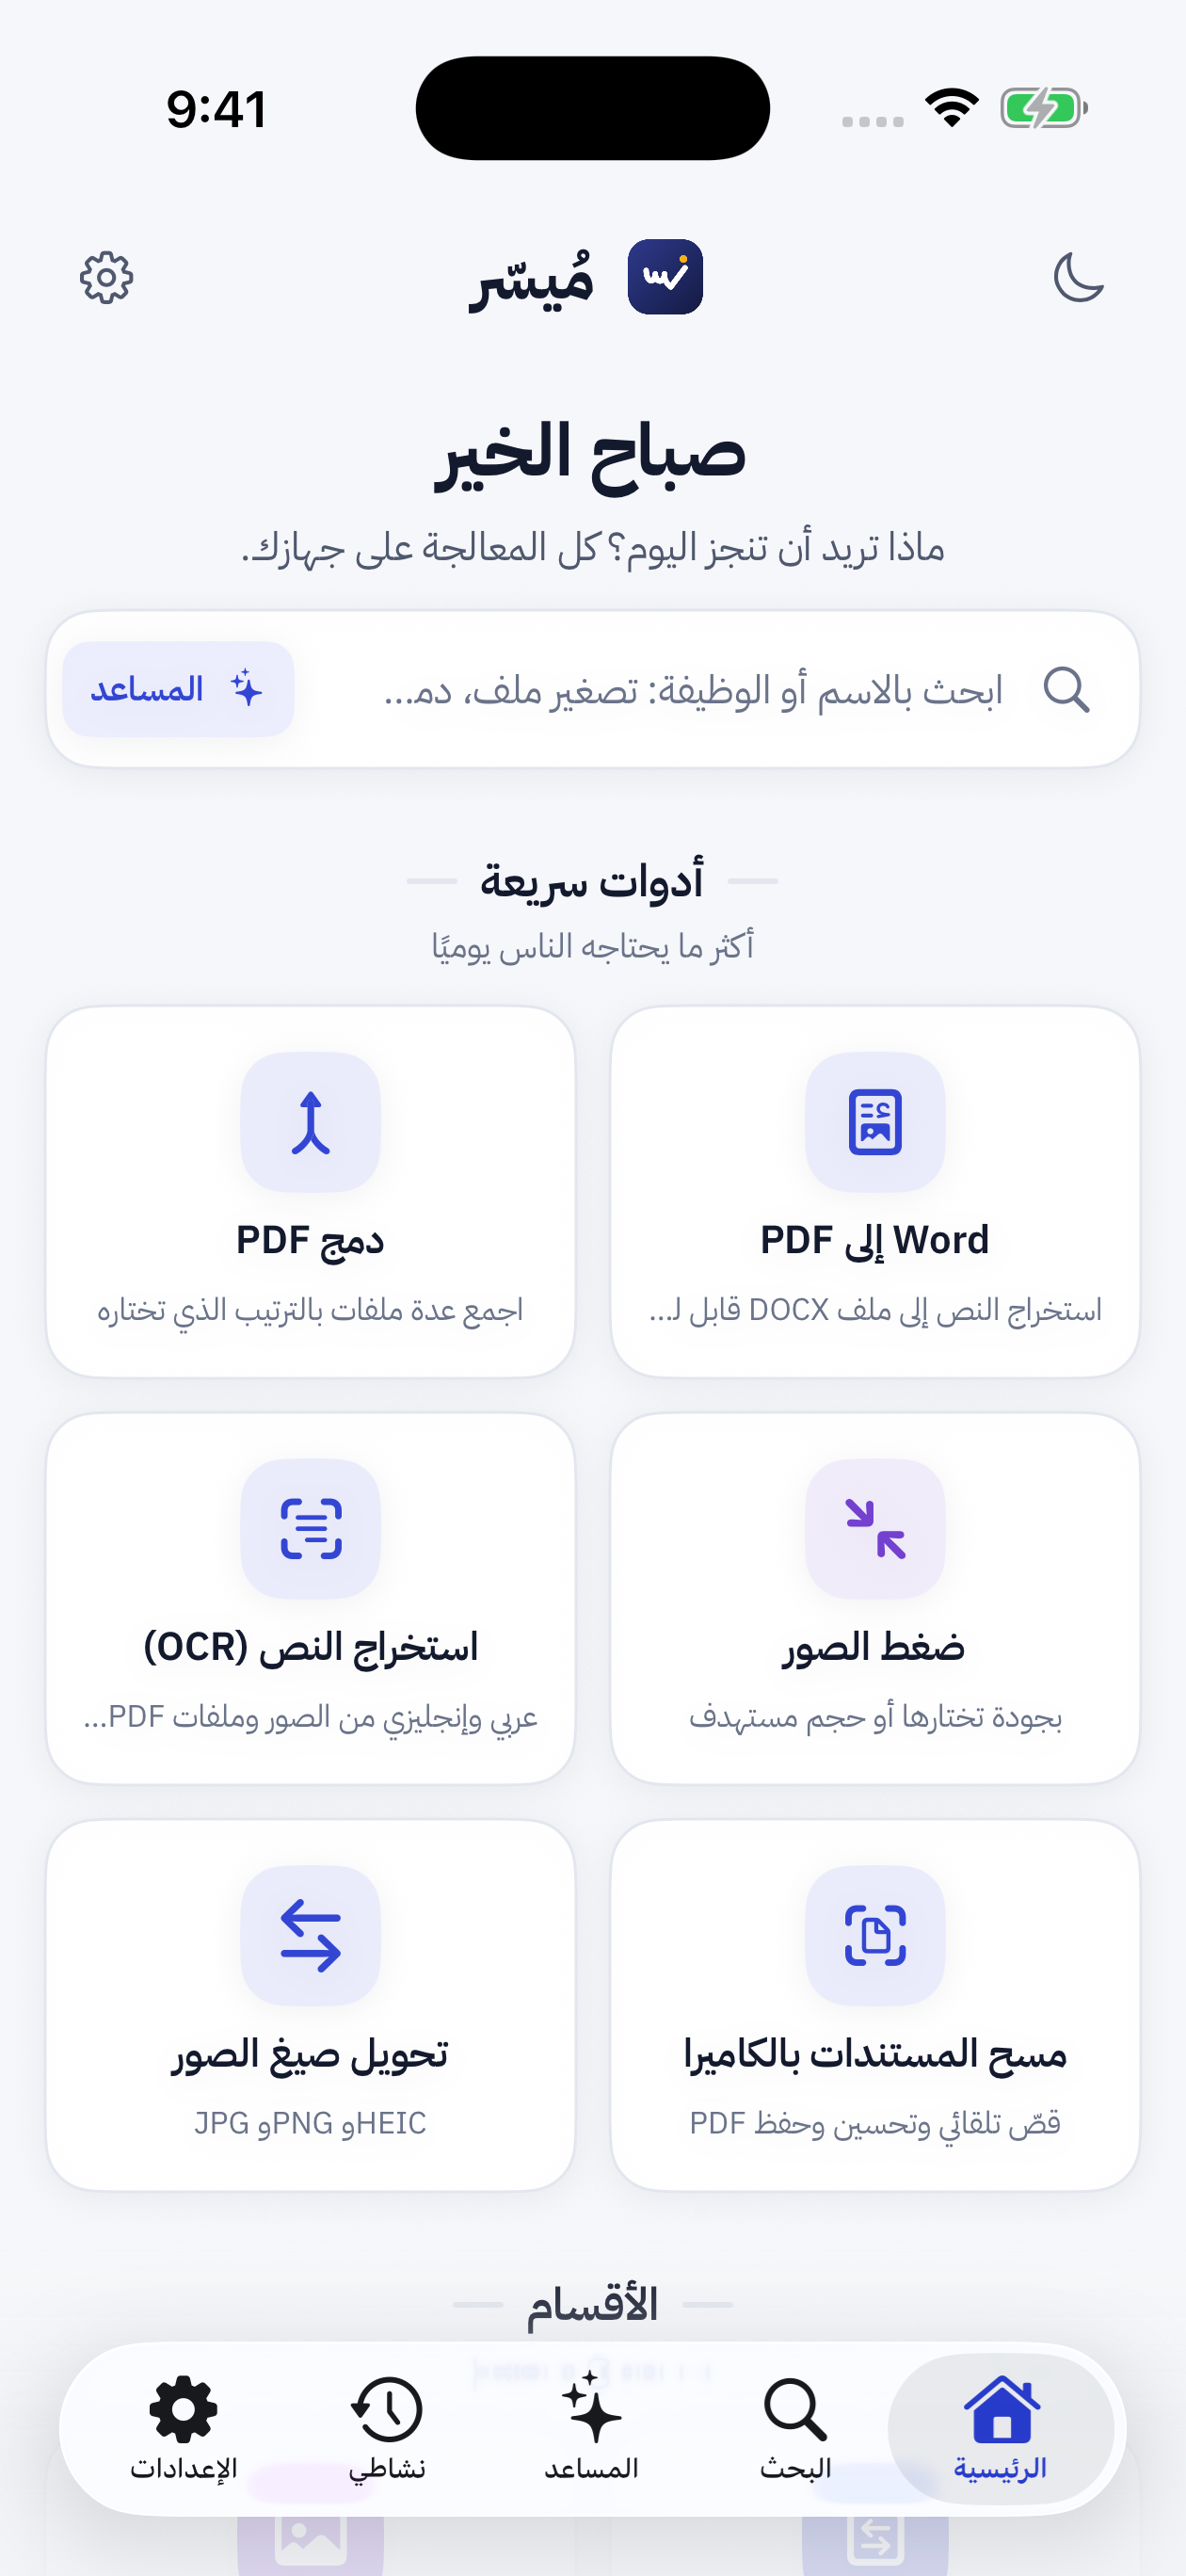 9:41
مُيسّر
صباح الخير
ماذا تريد أن تنجز اليوم؟ كل المعالجة على جهازك.
ابحث بالاسم أو الوظيفة: تصغير ملف، دمـ...
المساعد
أدوات سريعة
أكثر ما يحتاجه الناس يوميًا
Word إلى PDF
استخراج النص إلى ملف DOCX قابل لـ...
دمج PDF
اجمع عدة ملفات بالترتيب الذي تختاره
ضغط الصور
بجودة تختارها أو حجم مستهدف
استخراج النص (OCR)
عربي وإنجليزي من الصور وملفات PDF...
مسح المستندات بالكاميرا
قصّ تلقائي وتحسين وحفظ PDF
تحويل صيغ الصور
HEIC وPNG وJPG
الأقسام
الرئيسية
البحث
المساعد
نشاطي
الإعدادات